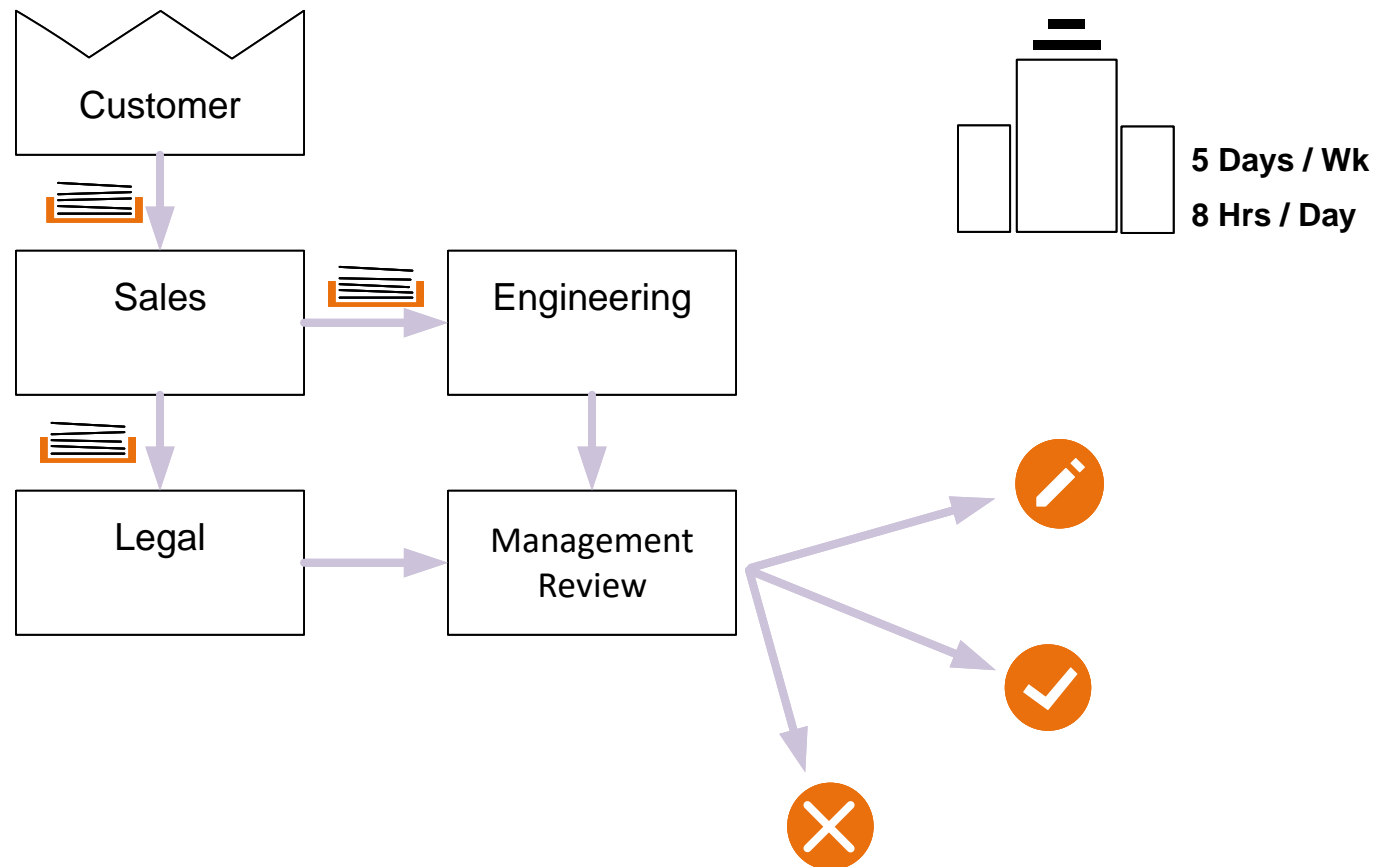 Customer
5 Days / Wk
8 Hrs / Day
Sales
Engineering
Legal
Management
Review